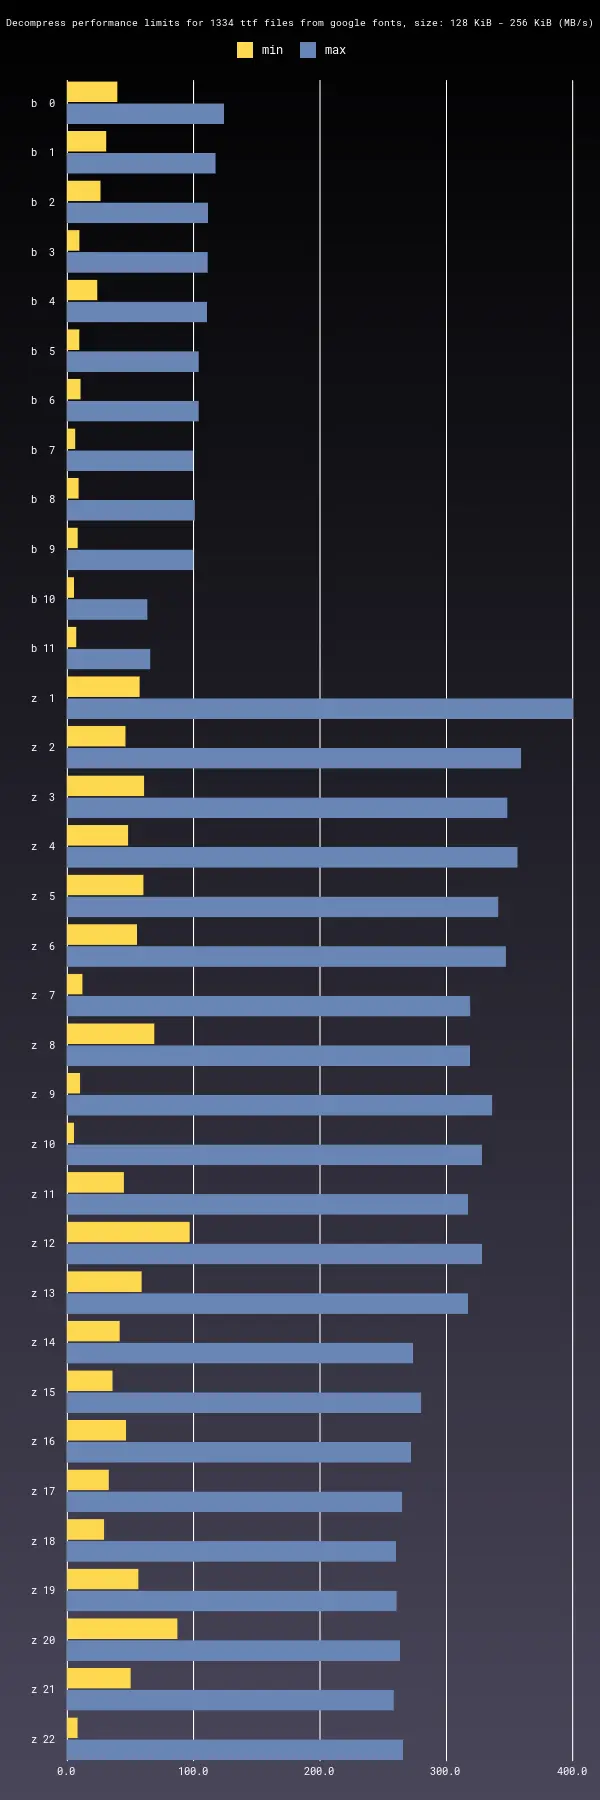 Decompress performance limits for 1334 ttf files from google fonts, size: 128 KiB - 256 KiB (MB/s)
min max
b 0
b 1
b 2
b 3
b 4
b 5
b 6
b 7
b 8
b 9
b 10
b 11
z 1
z 2
z 3
z 4
z 5
z 6
z 7
z 8
z 9
z 10
z 11
z 12
z 13
z 14
z 15
z 16
z 17
z 18
z 19
z 20
z 21
z 22
0.0 100.0 200.0 300.0 400.0